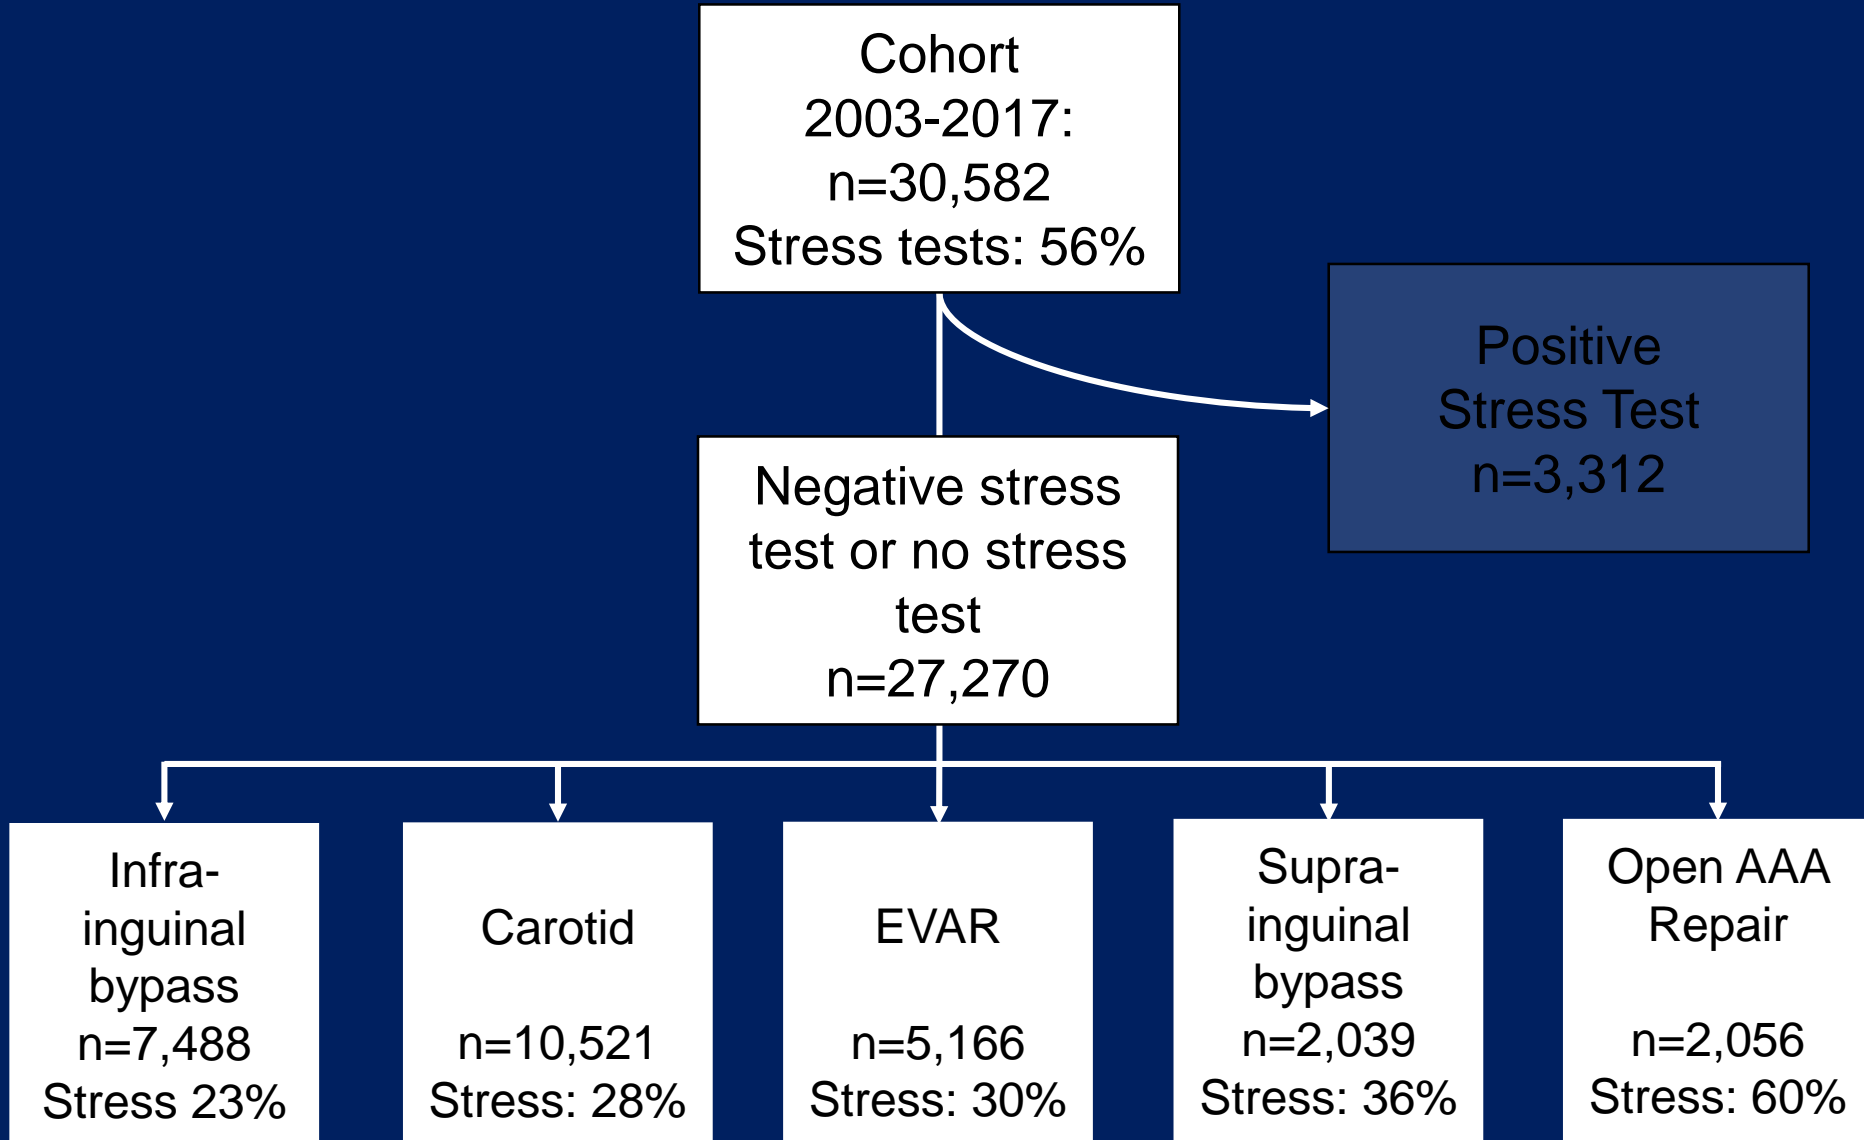 Cohort
2003-2017:
n=30,582
Stress tests: 56%
Positive
Stress Test
n=3,312
Negative stress
test or no stress
test
n=27,270
Infra-
inguinal
bypass
n=7,488
Stress 23%
Carotid
n=10,521
Stress: 28%
EVAR
n=5,166
Stress: 30%
Supra-
inguinal
bypass
n=2,039
Stress: 36%
Open AAA
Repair
n=2,056
Stress: 60%